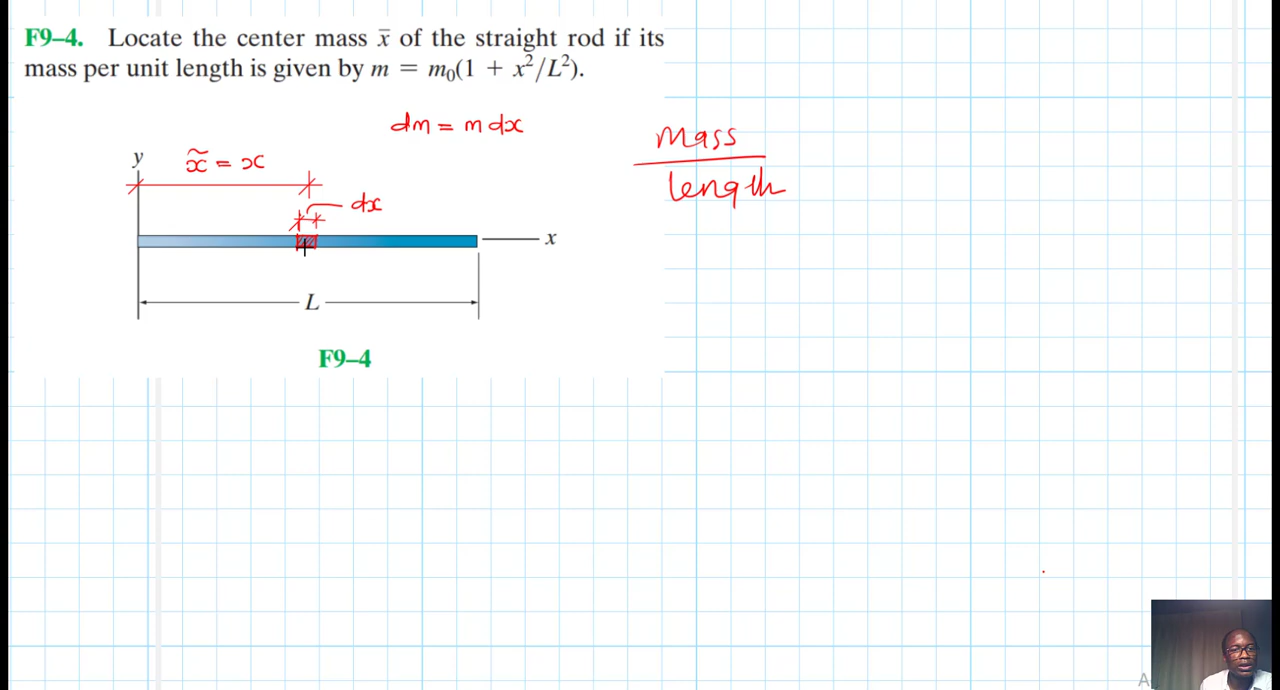 F9–4. Locate the center mass x̄ of the straight rod if its
mass per unit length is given by m = m₀(1 + x²/L²).
dm = m dx
mass
length
y
x̃ = x
dx
x
L
F9–4
A